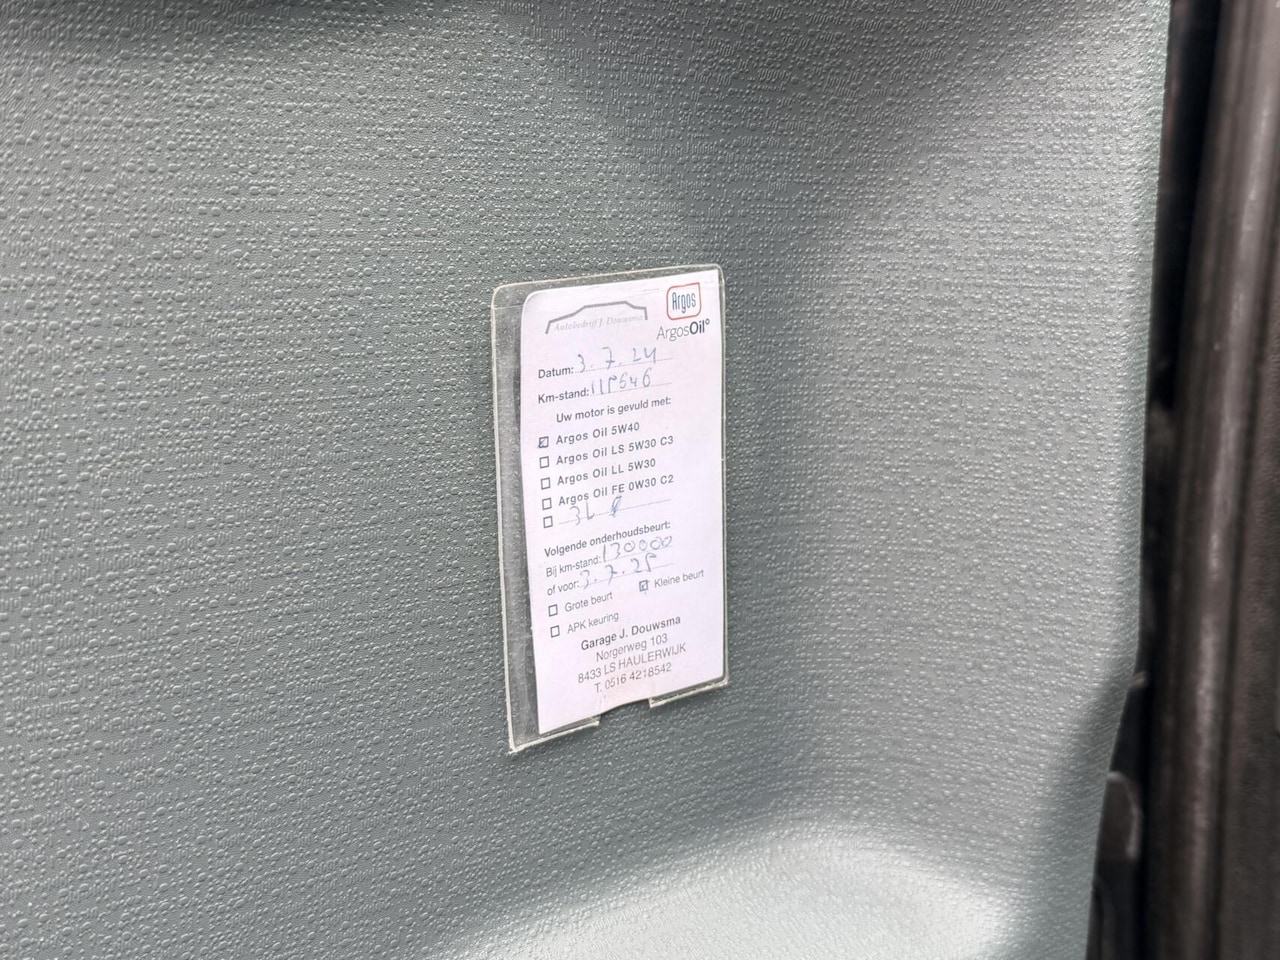 Autobedrijf J. Douwsma
Argos
ArgosOil
Datum: 3.7.24
Km-stand:
Uw motor is gevuld met:
Argos Oil 5W40
Argos Oil LS 5W30 C3
Argos Oil LL 5W30
Argos Oil FE 0W30 C2
3L
Volgende onderhoudsbeurt:
Bij km-stand: 130000
of voor: 3.7.25
Grote beurt Kleine beurt
APK keuring
Garage J. Douwsma
Norgerweg 103
8433 LS HAULERWIJK
T. 0516 4218542